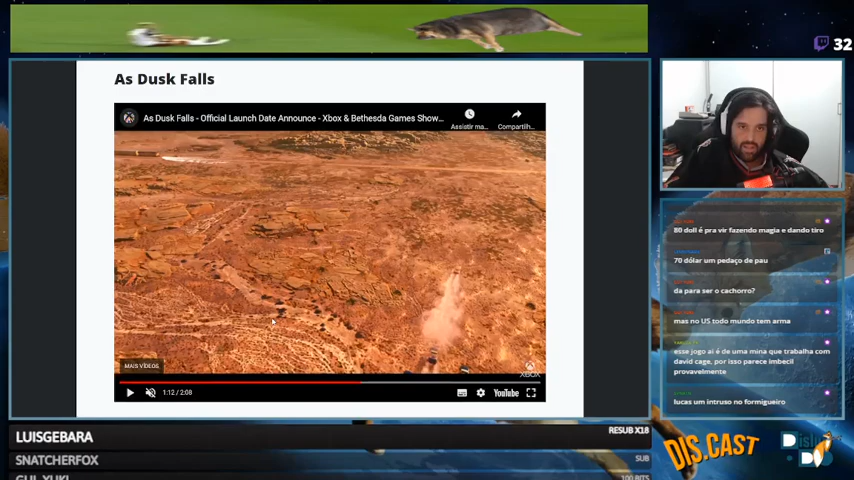 32
As Dusk Falls
As Dusk Falls - Official Launch Date Announce - Xbox & Bethesda Games Show...
Assistir ma...
Compartilh...
MAIS VÍDEOS
XBOX
1:12 / 2:08
YouTube
80 doll é pra vir fazendo magia e dando tiro
70 dólar um pedaço de pau
da para ser o cachorro?
mas no US todo mundo tem arma
esse jogo ai é de uma mina que trabalha com
david cage, por isso parece imbecil
provavelmente
lucas um intruso no formigueiro
LUISGEBARA
RESUB X18
SNATCHERFOX
SUB
100 BITS
DIS.CAST